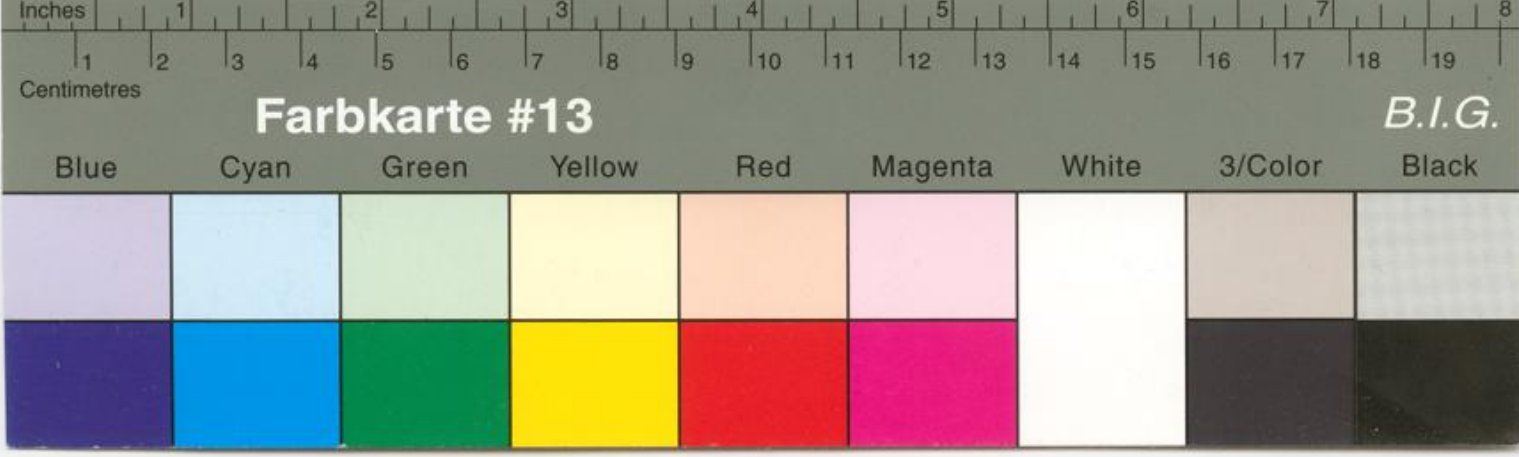 Inches 1 2 3 4 5 6 7 8
1 2 3 4 5 6 7 8 9 10 11 12 13 14 15 16 17 18 19
Centimetres
Farbkarte #13 B.I.G.
Blue Cyan Green Yellow Red Magenta White 3/Color Black